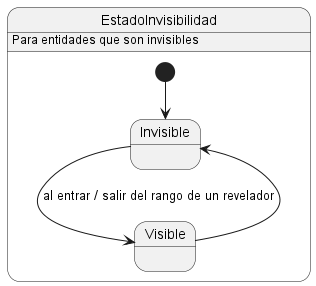 EstadoInvisibilidad
Para entidades que son invisibles
Invisible
al entrar / salir del rango de un revelador
Visible